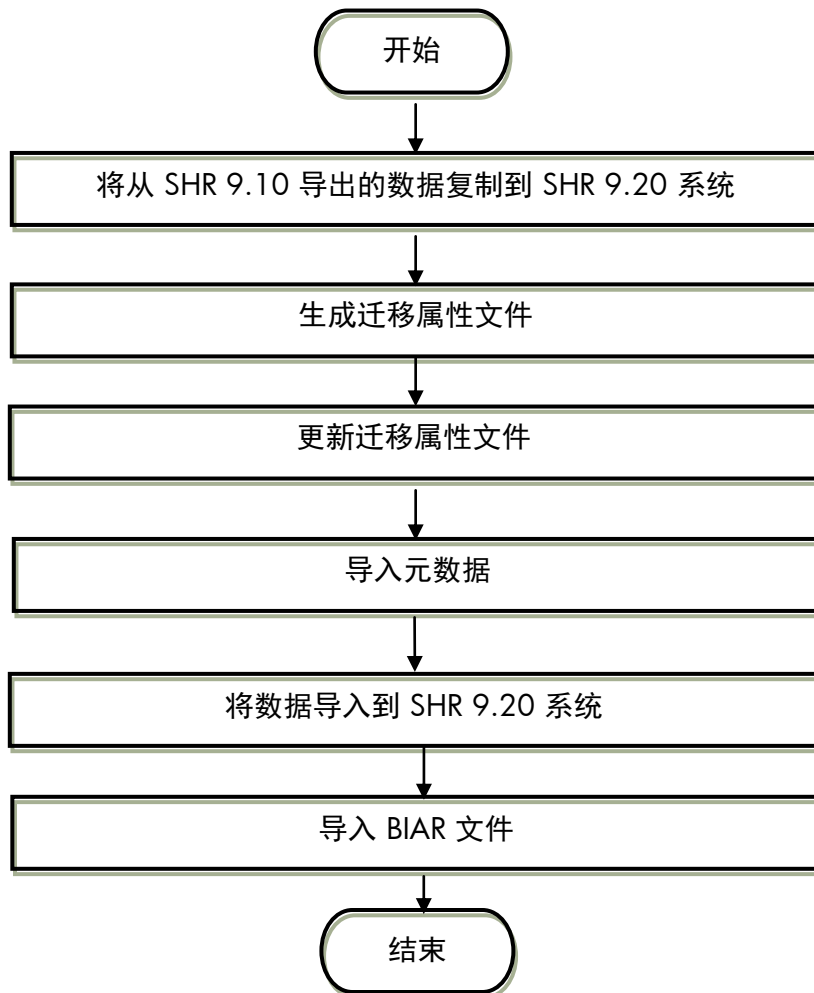 开始
将从 SHR 9.10 导出的数据复制到 SHR 9.20 系统
生成迁移属性文件
更新迁移属性文件
导入元数据
将数据导入到 SHR 9.20 系统
导入 BIAR 文件
结束